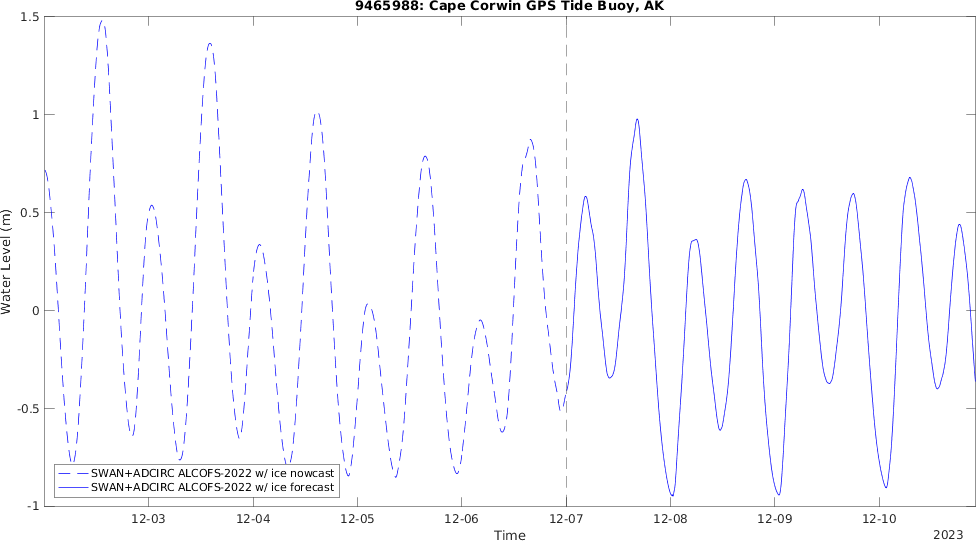 9465988: Cape Corwin GPS Tide Buoy, AK
Water Level (m)
1.5
1
0.5
0
-0.5
-1
SWAN+ADCIRC ALCOFS-2022 w/ ice nowcast
SWAN+ADCIRC ALCOFS-2022 w/ ice forecast
12-03 12-04 12-05 12-06 12-07 12-08 12-09 12-10
Time
2023